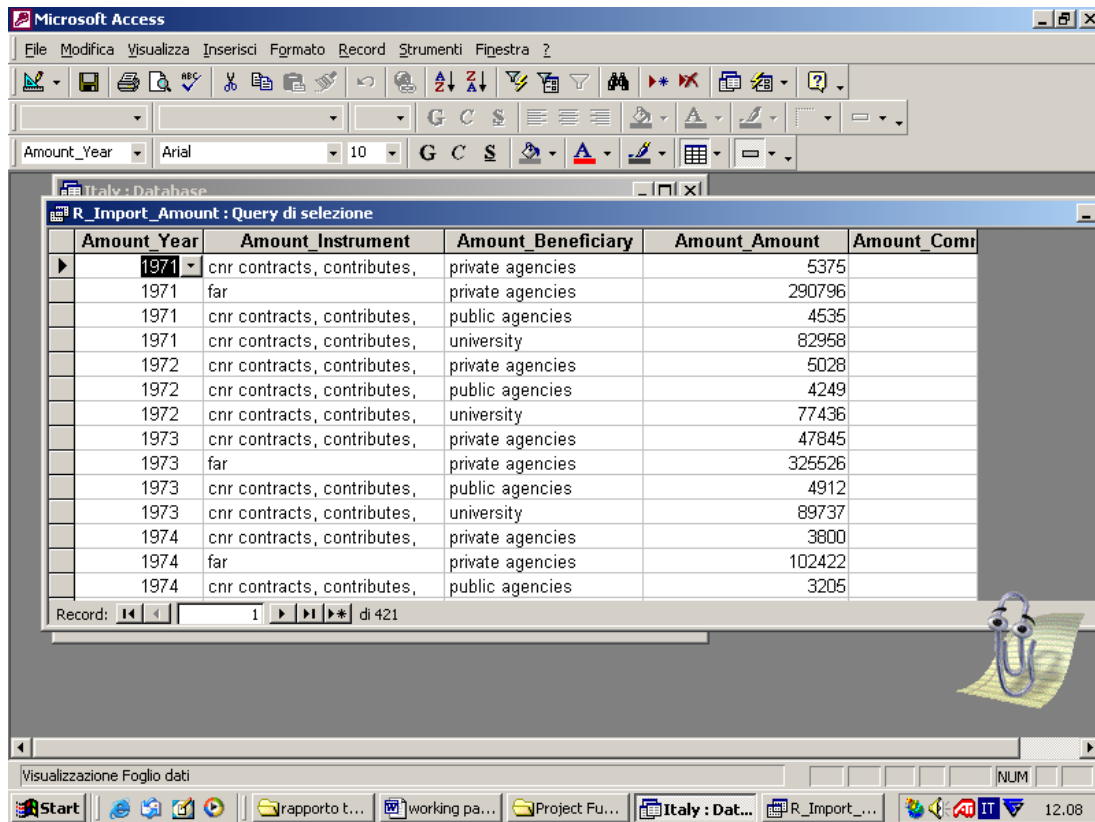 Microsoft Access
File Modifica Visualizza Inserisci Formato Record Strumenti Finestra ?
G C S
Amount_Year Arial 10 G C S
Italy : Database
R_Import_Amount : Query di selezione
Amount_Year Amount_Instrument Amount_Beneficiary Amount_Amount Amount_Comr
1971 cnr contracts, contributes, private agencies 5375
1971 far private agencies 290796
1971 cnr contracts, contributes, public agencies 4535
1971 cnr contracts, contributes, university 82958
1972 cnr contracts, contributes, private agencies 5028
1972 cnr contracts, contributes, public agencies 4249
1972 cnr contracts, contributes, university 77436
1973 cnr contracts, contributes, private agencies 47845
1973 far private agencies 325526
1973 cnr contracts, contributes, public agencies 4912
1973 cnr contracts, contributes, university 89737
1974 cnr contracts, contributes, private agencies 3800
1974 far private agencies 102422
1974 cnr contracts, contributes, public agencies 3205
Record: 1 di 421
Visualizzazione Foglio dati NUM
Start rapporto t... working pa... Project Fu... Italy : Dat... R_Import_... IT 12.08